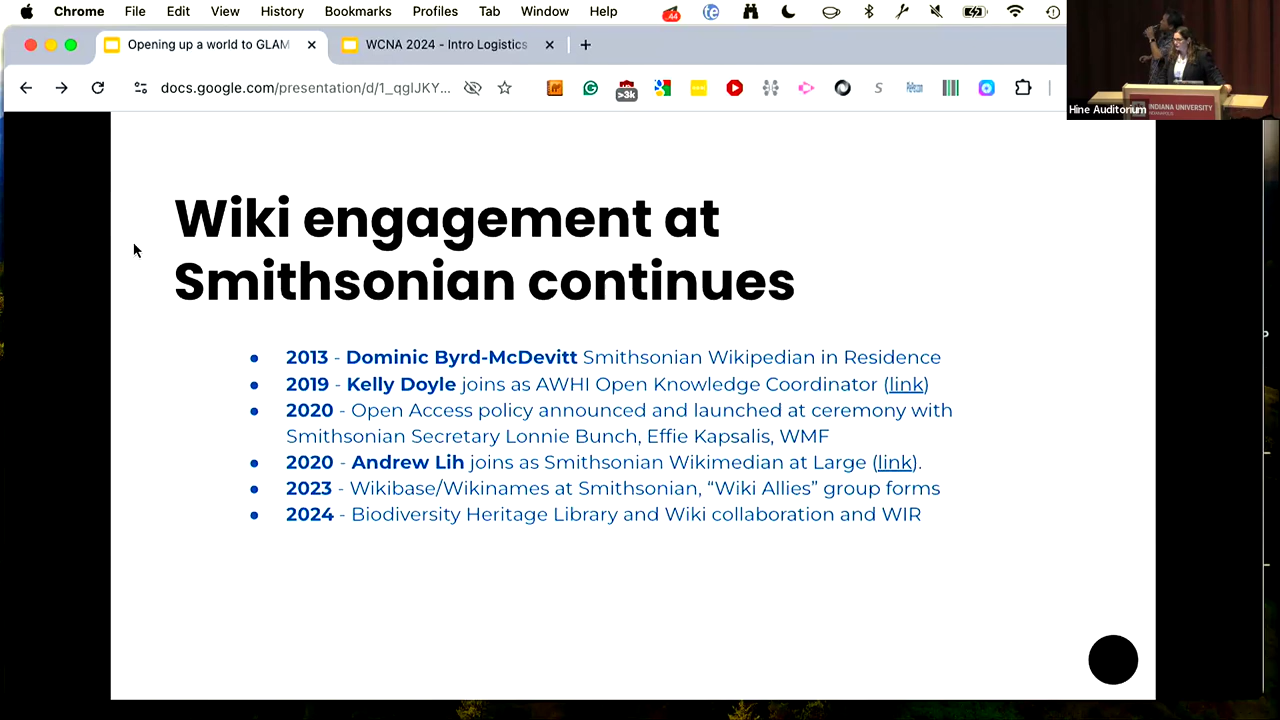 Chrome File Edit View History Bookmarks Profiles Tab Window Help
Opening up a world to GLAM
WCNA 2024 - Intro Logistics
docs.google.com/presentation/d/1_qglJKY...
>3k
Hine Auditorium
INDIANA UNIVERSITY
Wiki engagement at
Smithsonian continues
● 2013 - Dominic Byrd-McDevitt Smithsonian Wikipedian in Residence
● 2019 - Kelly Doyle joins as AWHI Open Knowledge Coordinator (link)
● 2020 - Open Access policy announced and launched at ceremony with
Smithsonian Secretary Lonnie Bunch, Effie Kapsalis, WMF
● 2020 - Andrew Lih joins as Smithsonian Wikimedian at Large (link).
● 2023 - Wikibase/Wikinames at Smithsonian, “Wiki Allies” group forms
● 2024 - Biodiversity Heritage Library and Wiki collaboration and WIR